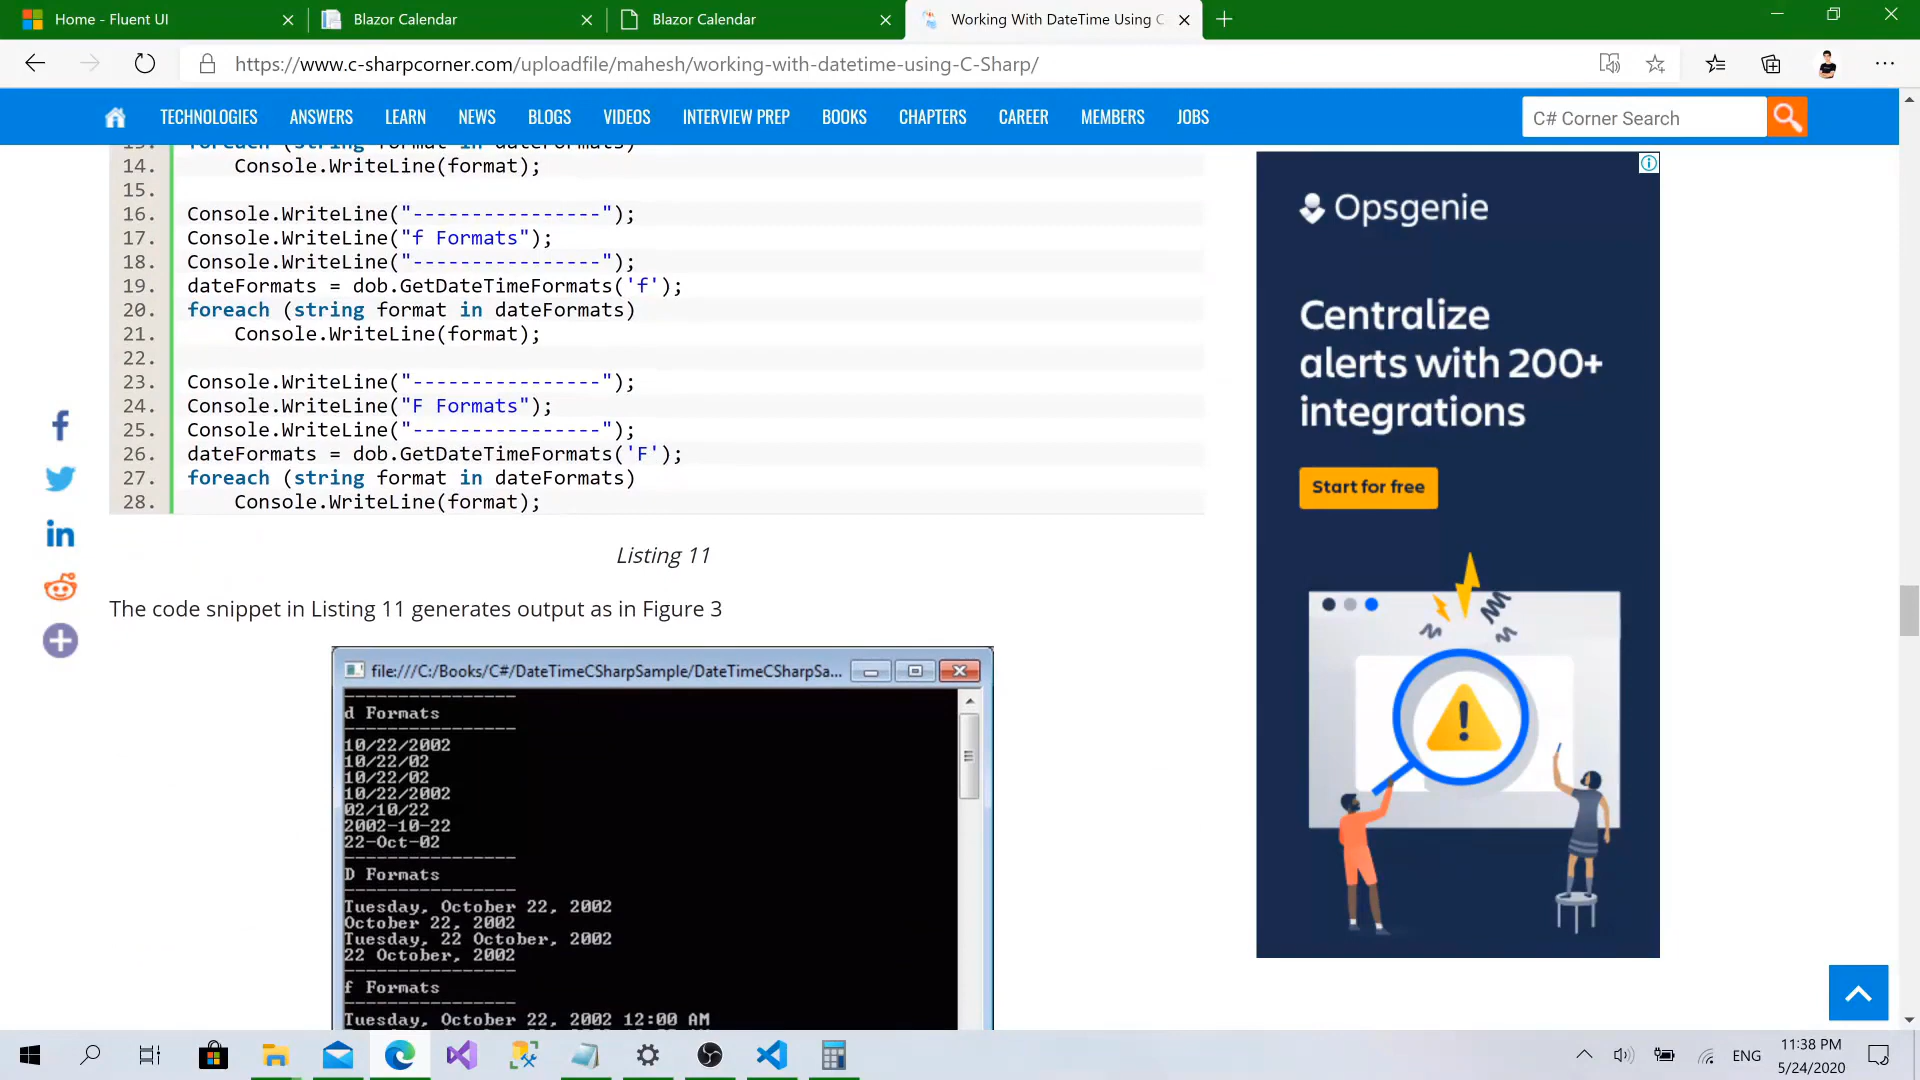 Home - Fluent UI
Blazor Calendar
Blazor Calendar
Working With DateTime Using C
https://www.c-sharpcorner.com/uploadfile/mahesh/working-with-datetime-using-C-Sharp/
TECHNOLOGIES ANSWERS LEARN NEWS BLOGS VIDEOS INTERVIEW PREP BOOKS CHAPTERS CAREER MEMBERS JOBS
C# Corner Search
13. foreach (string format in dateFormats)
14. Console.WriteLine(format);
15.
16. Console.WriteLine("----------------");
17. Console.WriteLine("f Formats");
18. Console.WriteLine("----------------");
19. dateFormats = dob.GetDateTimeFormats('f');
20. foreach (string format in dateFormats)
21. Console.WriteLine(format);
22.
23. Console.WriteLine("----------------");
24. Console.WriteLine("F Formats");
25. Console.WriteLine("----------------");
26. dateFormats = dob.GetDateTimeFormats('F');
27. foreach (string format in dateFormats)
28. Console.WriteLine(format);
Listing 11
The code snippet in Listing 11 generates output as in Figure 3
file:///C:/Books/C#/DateTimeCSharpSample/DateTimeCSharpSa...
----------------
d Formats
----------------
10/22/2002
10/22/02
10/22/02
10/22/2002
02/10/22
2002-10-22
22-Oct-02
----------------
D Formats
----------------
Tuesday, October 22, 2002
October 22, 2002
Tuesday, 22 October, 2002
22 October, 2002
----------------
f Formats
----------------
Tuesday, October 22, 2002 12:00 AM
Opsgenie
Centralize
alerts with 200+
integrations
Start for free
ENG
11:38 PM
5/24/2020